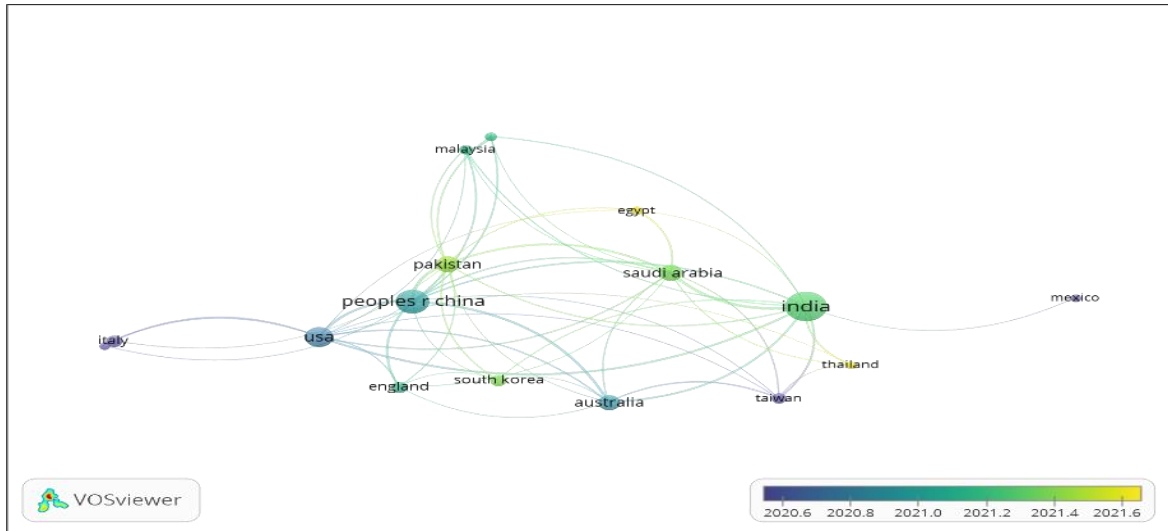 malaysia
egypt
pakistan
saudi arabia
peoples r china
india
mexico
usa
italy
thailand
england
south korea
australia
taiwan
VOSviewer
2020.6 2020.8 2021.0 2021.2 2021.4 2021.6